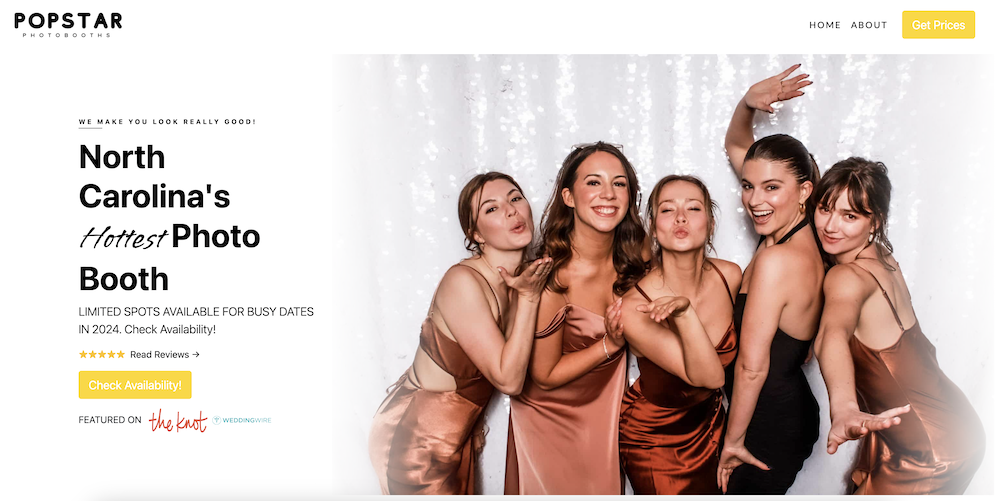 POPSTAR
PHOTOBOOTHS
HOME ABOUT Get Prices
WE MAKE YOU LOOK REALLY GOOD!
North
Carolina's
Hottest Photo
Booth
LIMITED SPOTS AVAILABLE FOR BUSY DATES
IN 2024. Check Availability!
★★★★★ Read Reviews →
Check Availability!
FEATURED ON the knot WEDDINGWIRE